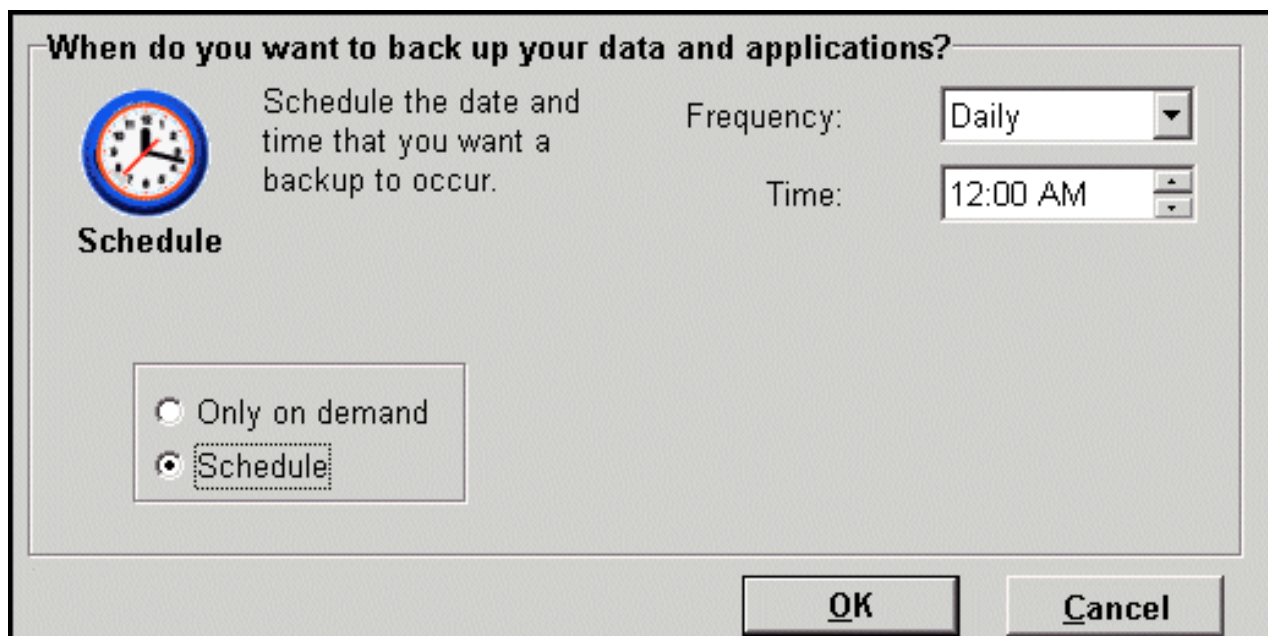 When do you want to back up your data and applications?
Schedule the date and
time that you want a
backup to occur.
Schedule
Frequency:
Daily
Time:
12:00 AM
Only on demand
Schedule
OK
Cancel